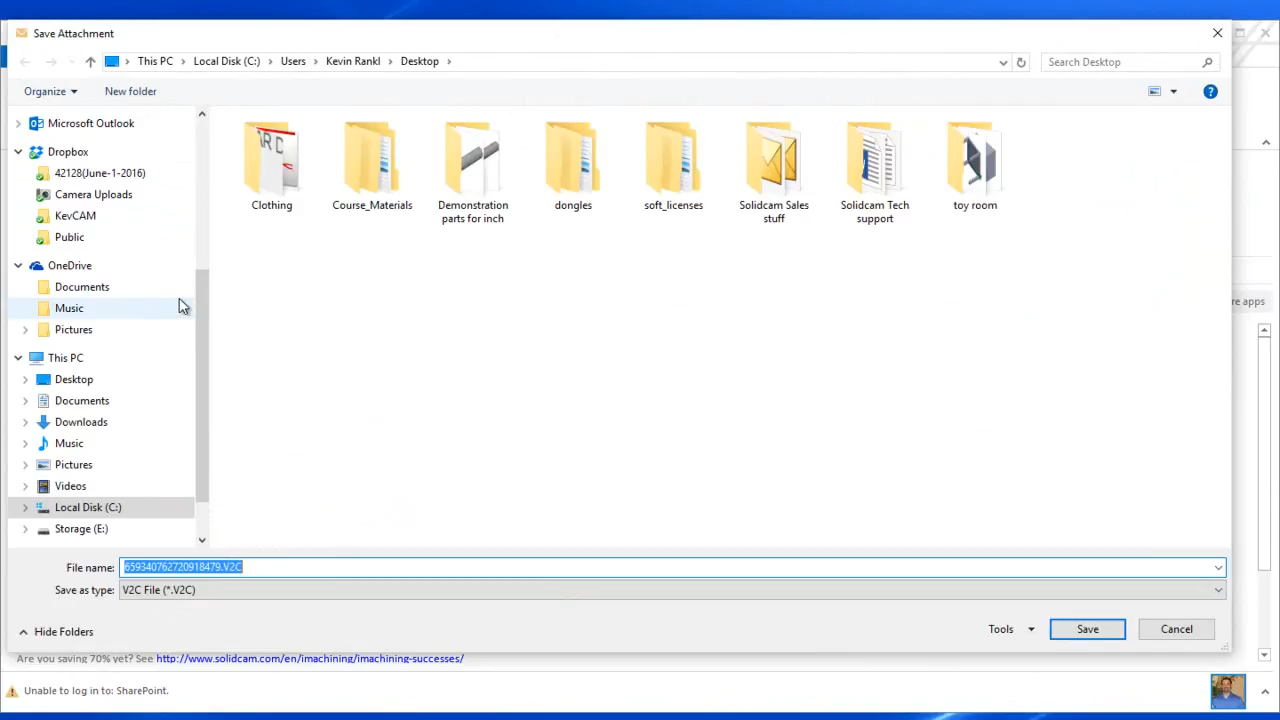 Save Attachment
This PC > Local Disk (C:) > Users > Kevin Rankl > Desktop >
Search Desktop
Organize
New folder
Microsoft Outlook
Dropbox
42128(June-1-2016)
Camera Uploads
KevCAM
Public
OneDrive
Documents
Music
Pictures
This PC
Desktop
Documents
Downloads
Music
Pictures
Videos
Local Disk (C:)
Storage (E:)
Clothing
Course_Materials
Demonstration
parts for inch
dongles
soft_licenses
Solidcam Sales
stuff
Solidcam Tech
support
toy room
re apps
File name: 659340762720918479.V2C
Save as type: V2C File (*.V2C)
Hide Folders
Tools
Save
Cancel
Are you saving 70% yet? See http://www.solidcam.com/en/imachining/imachining-successes/
Unable to log in to: SharePoint.